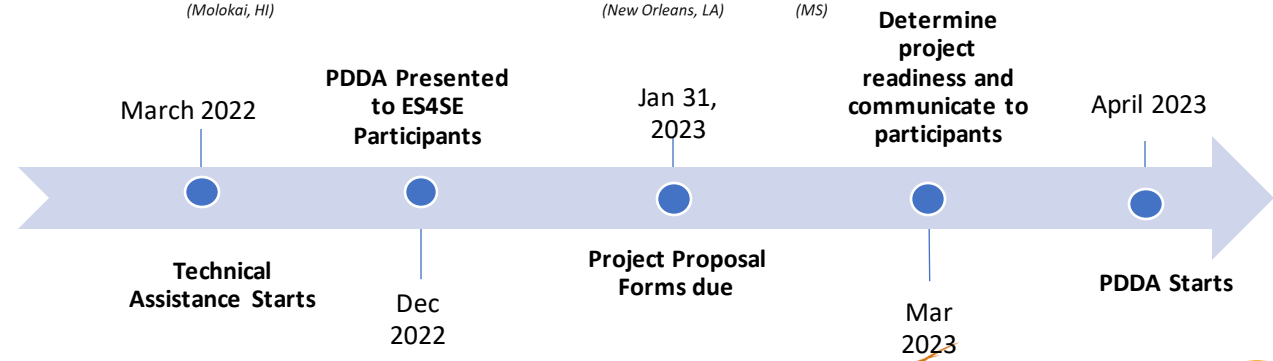 (Molokai, HI)
(New Orleans, LA)
(MS)
March 2022
Technical
Assistance Starts
PDDA Presented
to ES4SE
Participants
Dec
2022
Jan 31,
2023
Project Proposal
Forms due
Determine
project
readiness and
communicate to
participants
Mar
2023
April 2023
PDDA Starts